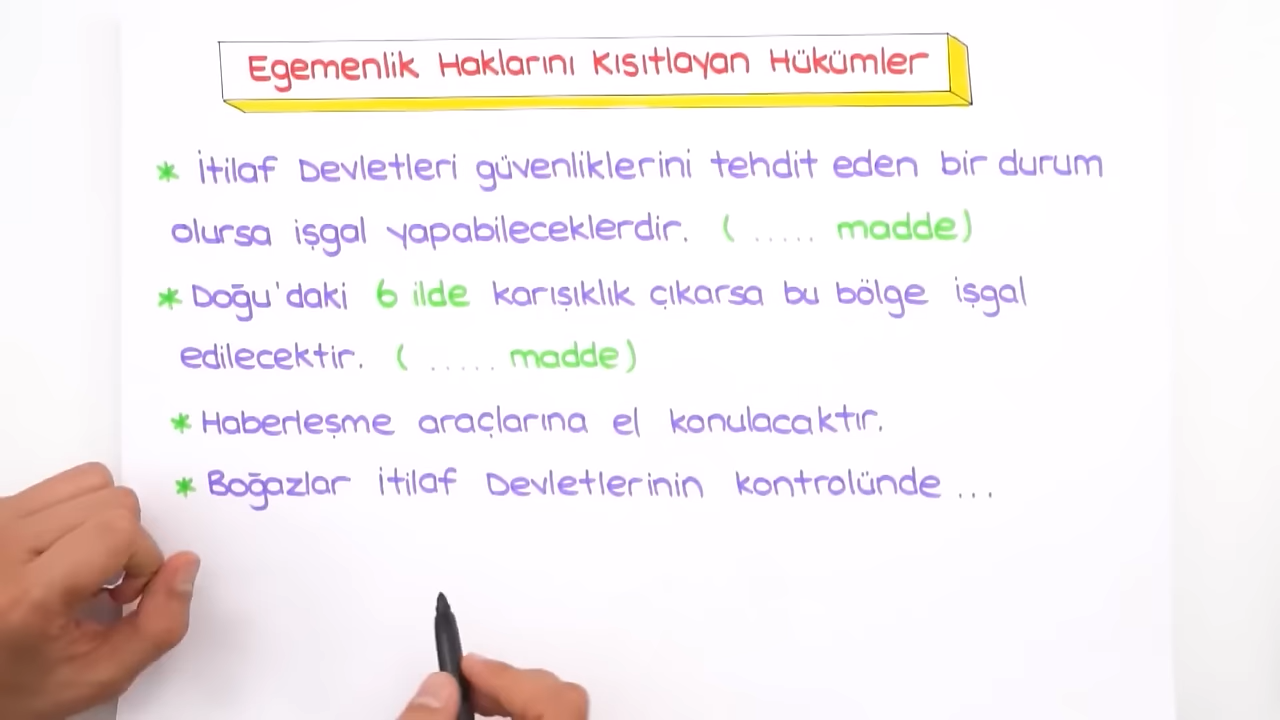 Egemenlik Haklarını Kısıtlayan Hükümler
* İtilaf Devletleri güvenliklerini tehdit eden bir durum
olursa işgal yapabileceklerdir. ( ..... madde)
* Doğu'daki 6 ilde karışıklık çıkarsa bu bölge işgal
edilecektir. ( ..... madde)
* Haberleşme araçlarına el konulacaktır.
* Boğazlar İtilaf Devletlerinin kontrolünde ...